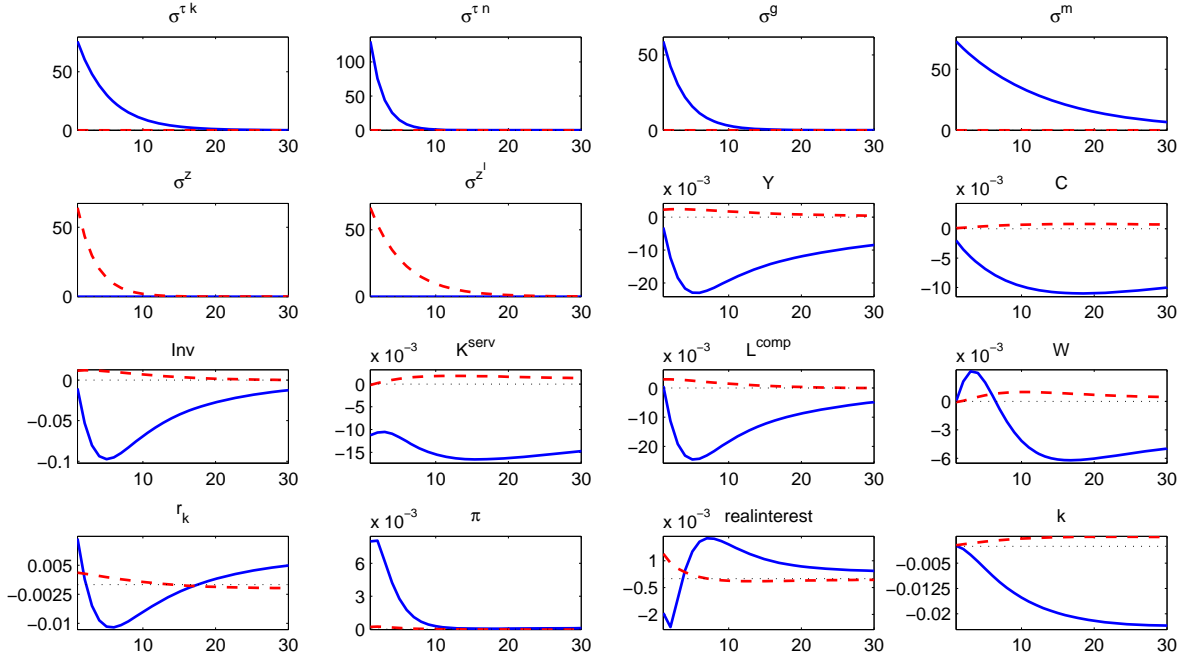 σ^τ k σ^τ n σ^g σ^m
50 0 10 20 30
100 50 0 10 20 30
50 0 10 20 30
50 0 10 20 30
σ^z σ^z^l Y C
50 0 10 20 30
50 0 10 20 30
x 10^−3 0 −10 −20 10 20 30
x 10^−3 0 −5 −10 10 20 30
Inv K^serv L^comp W
0 −0.05 −0.1 10 20 30
x 10^−3 0 −5 −10 −15 10 20 30
x 10^−3 0 −10 −20 10 20 30
x 10^−3 0 −3 −6 10 20 30
r_k π realinterest k
0.005 −0.0025 −0.01 10 20 30
x 10^−3 8 6 4 2 0 10 20 30
x 10^−3 1 −0.5 −2 10 20 30
−0.005 −0.0125 −0.02 10 20 30